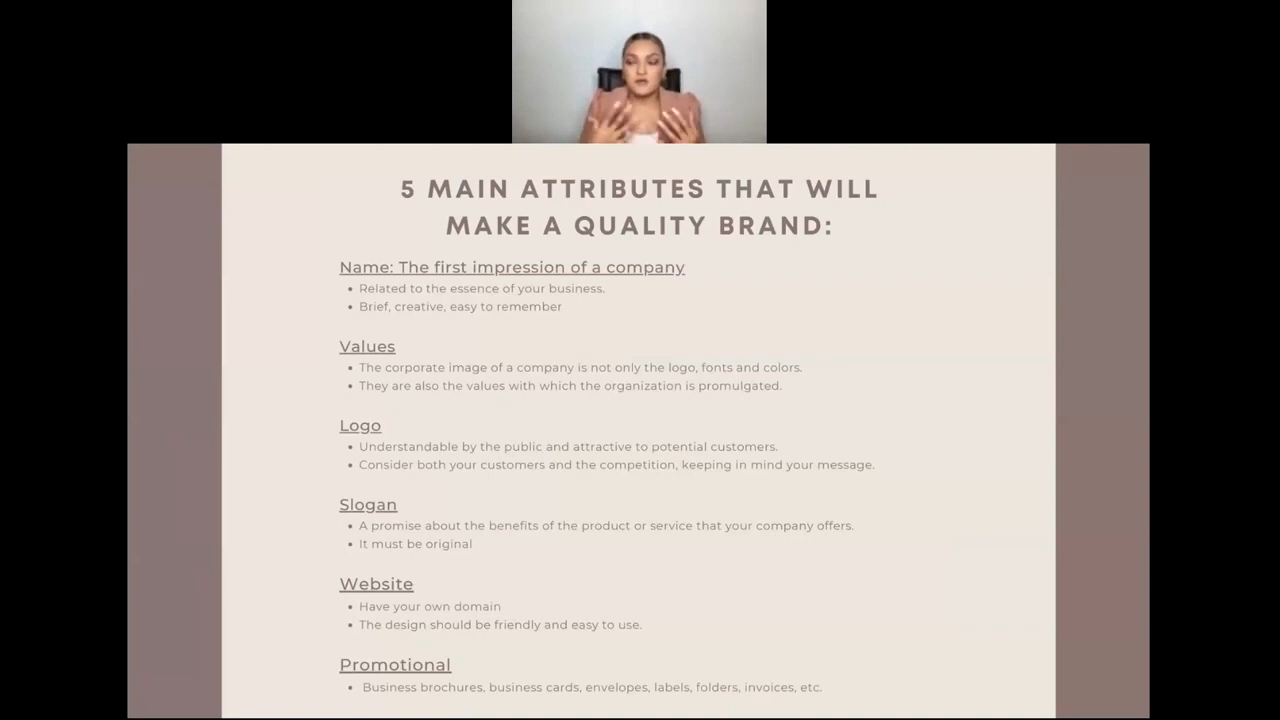 5 MAIN ATTRIBUTES THAT WILL
MAKE A QUALITY BRAND:
Name: The first impression of a company
• Related to the essence of your business.
• Brief, creative, easy to remember
Values
• The corporate image of a company is not only the logo, fonts and colors.
• They are also the values with which the organization is promulgated.
Logo
• Understandable by the public and attractive to potential customers.
• Consider both your customers and the competition, keeping in mind your message.
Slogan
• A promise about the benefits of the product or service that your company offers.
• It must be original
Website
• Have your own domain
• The design should be friendly and easy to use.
Promotional
• Business brochures, business cards, envelopes, labels, folders, invoices, etc.